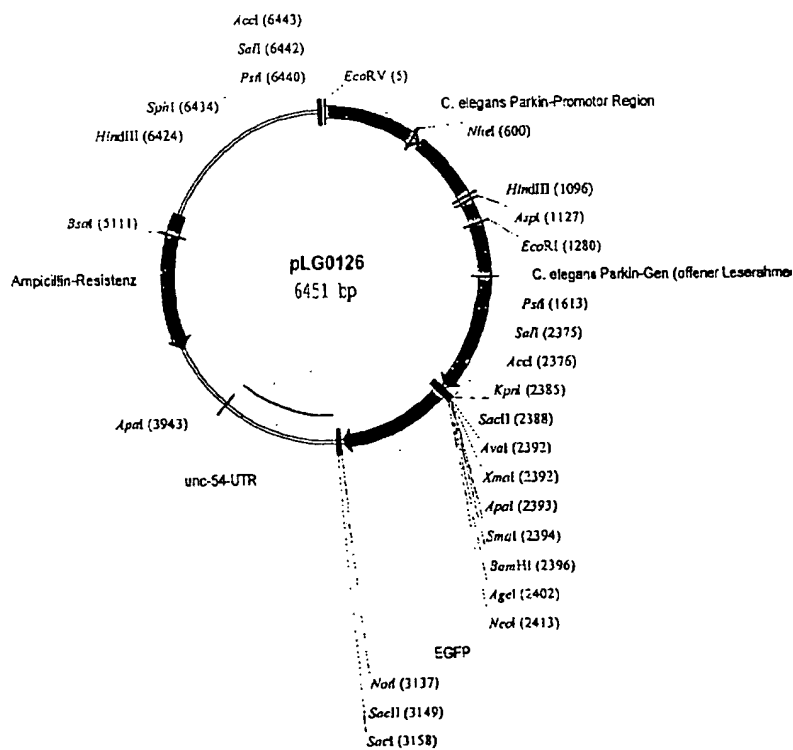 AccI (6443)
SalI (6442)
PstI (6440)
EcoRV (5)
SphI (6434)
C. elegans Parkin-Promotor Region
HindIII (6424)
NheI (600)
HindIII (1096)
AspI (1127)
BsaI (5111)
EcoRI (1280)
pLG0126
6451 bp
Ampicillin-Resistenz
C. elegans Parkin-Gen (offener Leserahmen
PstI (1613)
SalI (2375)
AccI (2376)
KpnI (2385)
SacII (2388)
ApaI (3943)
AvaI (2392)
XmaI (2392)
unc-54-UTR
ApaI (2393)
SmaI (2394)
BamHI (2396)
AgeI (2402)
NcoI (2413)
EGFP
NotI (3137)
SacII (3149)
SacI (3158)